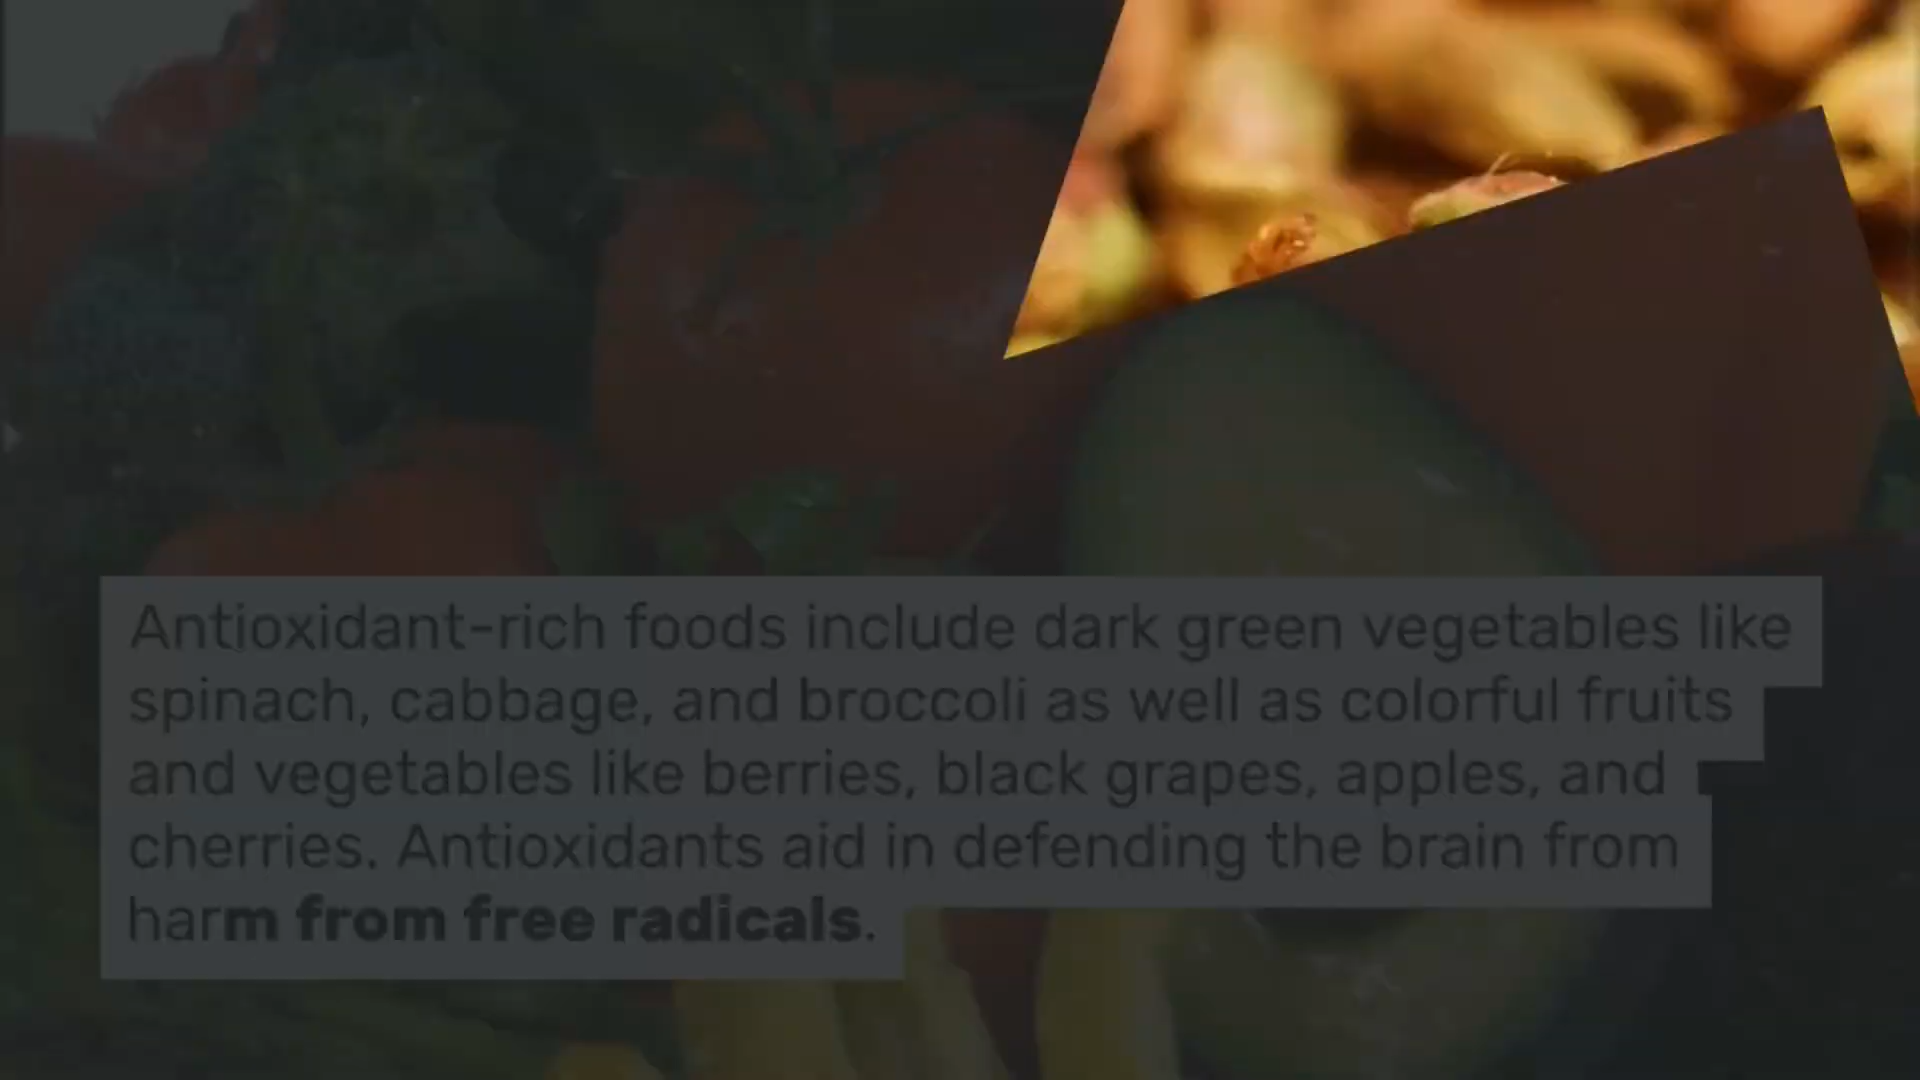 Antioxidant-rich foods include dark green vegetables like
spinach, cabbage, and broccoli as well as colorful fruits
and vegetables like berries, black grapes, apples, and
cherries. Antioxidants aid in defending the brain from
harm from free radicals.